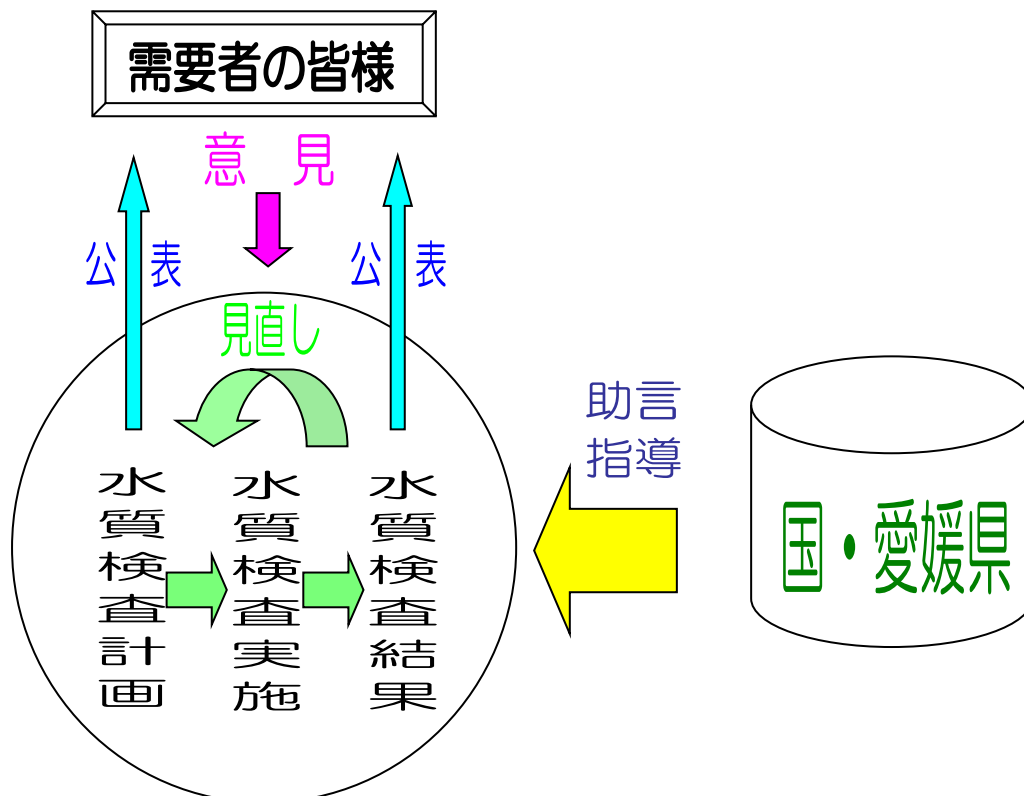 需要者の皆様
意　見
公　表
公　表
見直し
助言
指導
水質検査計画
水質検査実施
水質検査結果
国・愛媛県